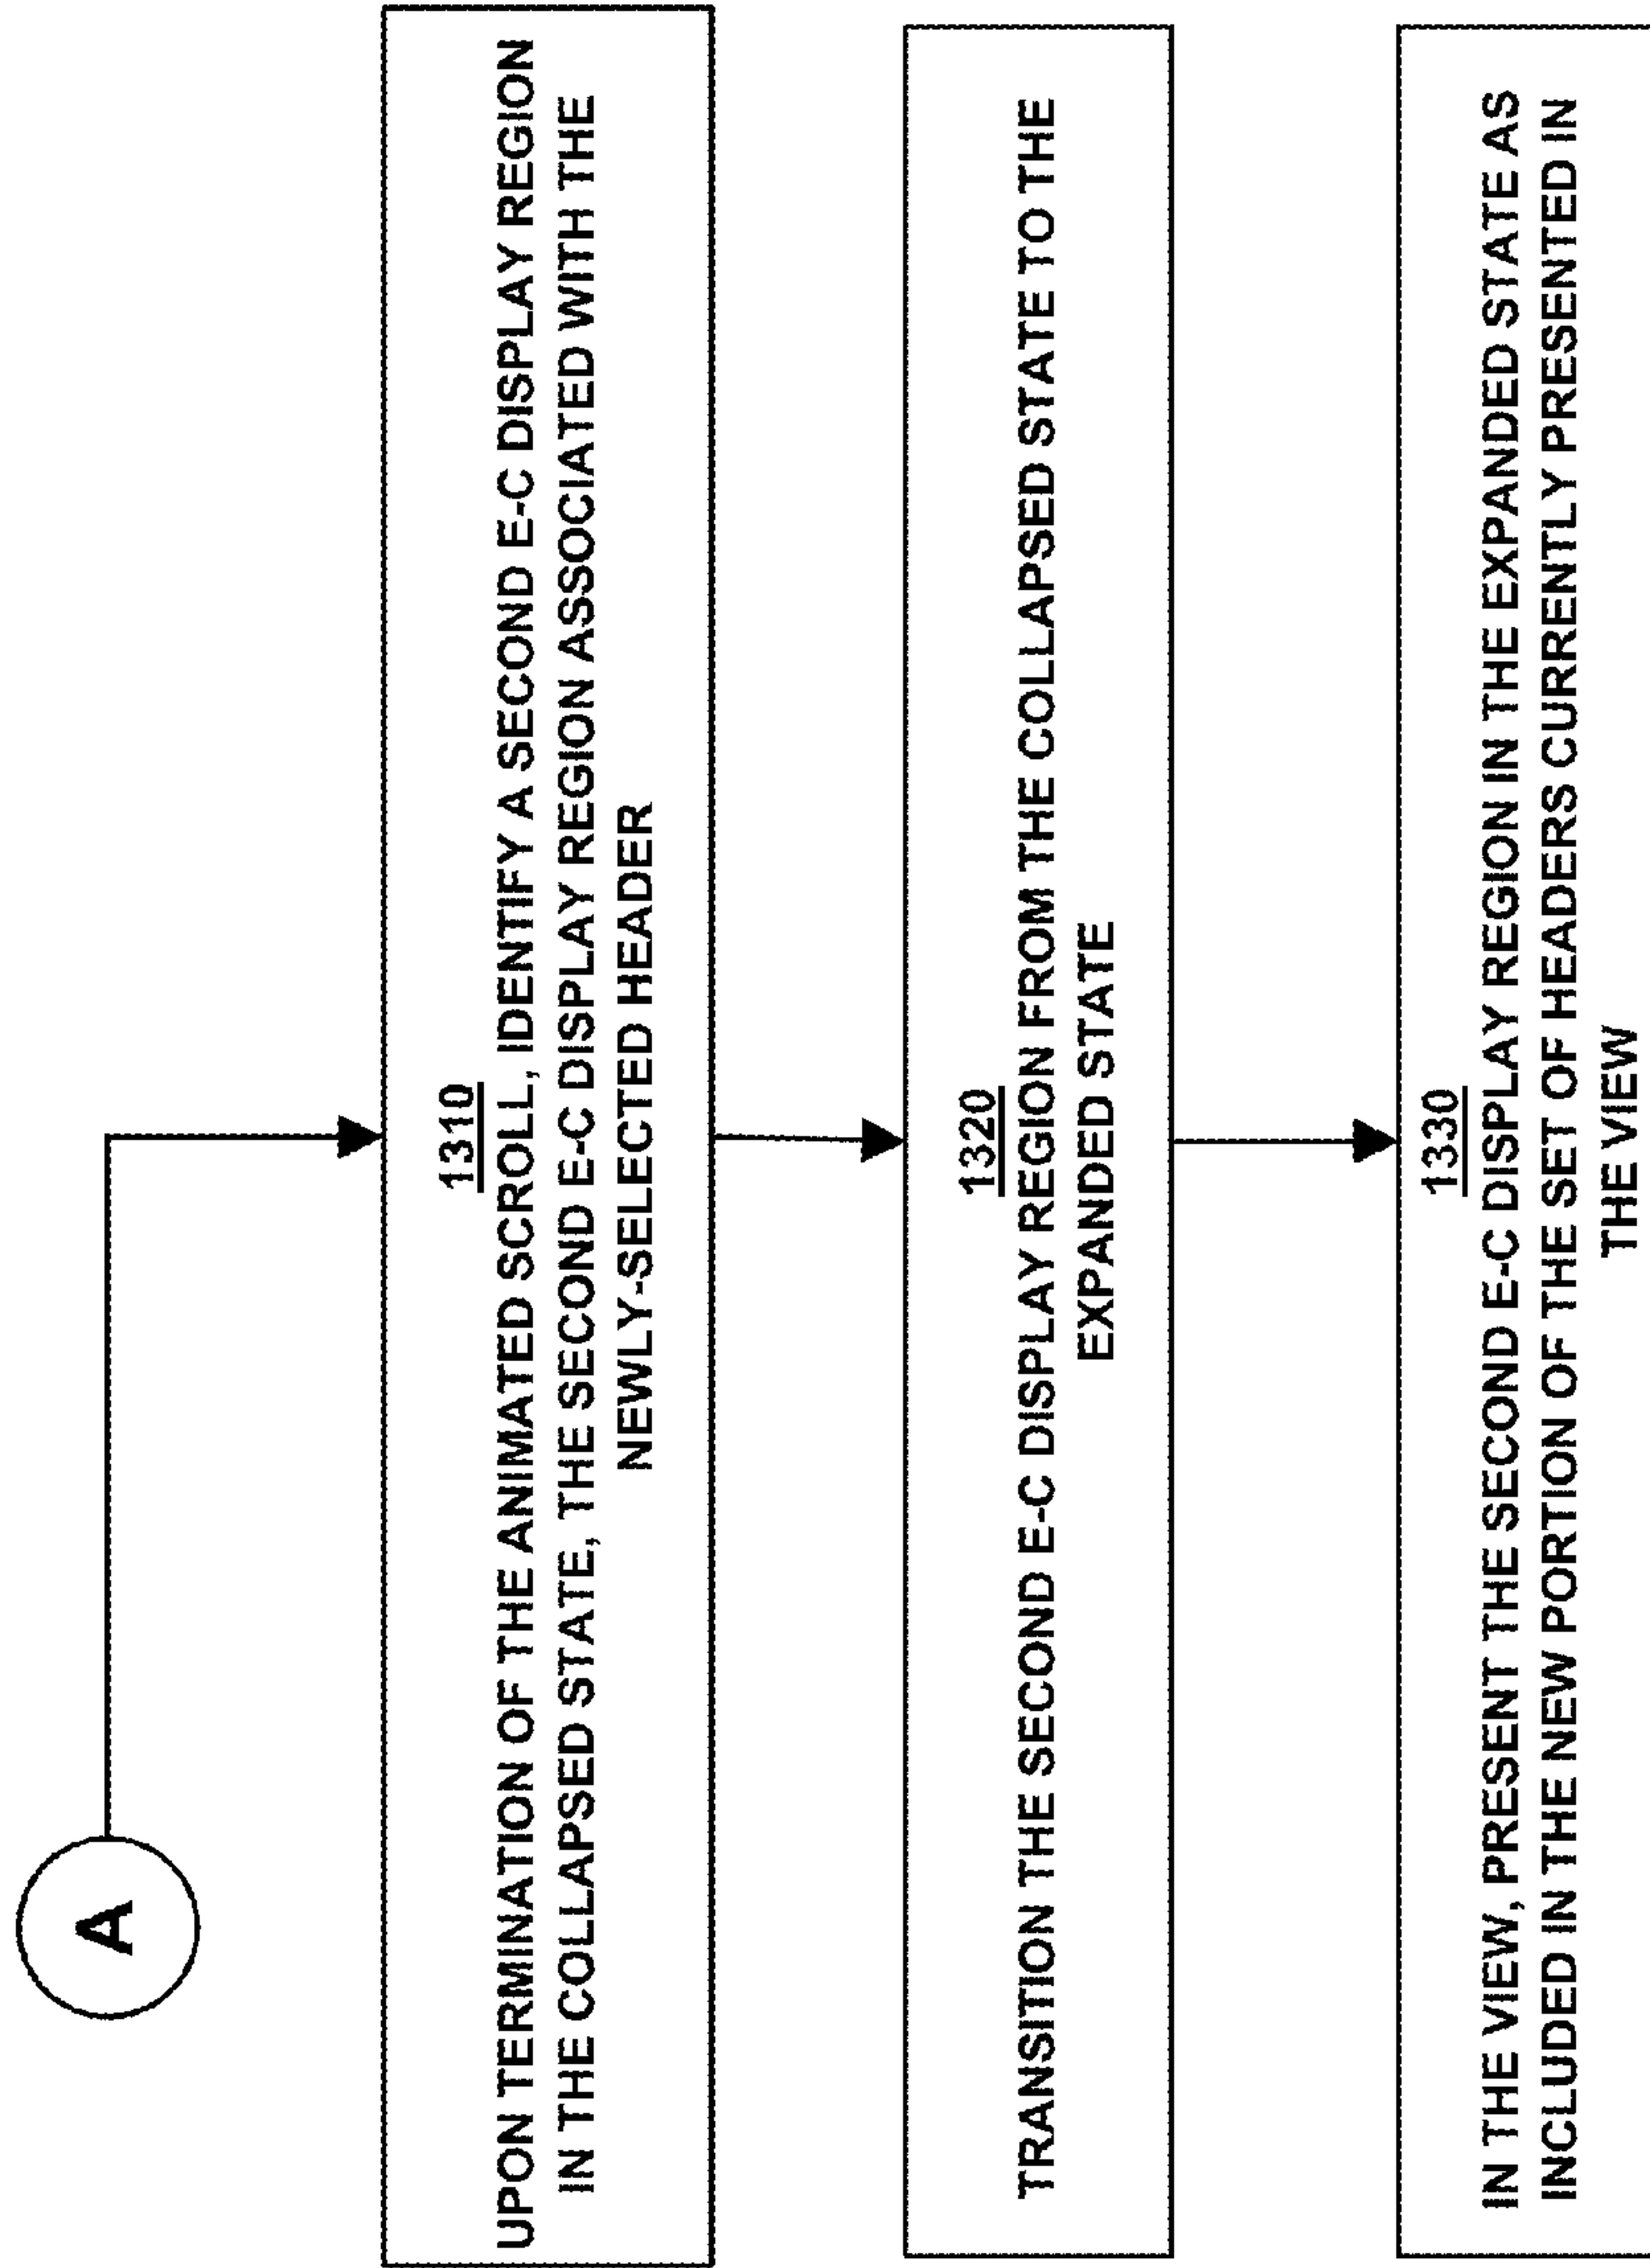 A
1310
UPON TERMINATION OF THE ANIMATED SCROLL, IDENTIFY A SECOND E-C DISPLAY REGION
IN THE COLLAPSED STATE, THE SECOND E-C DISPLAY REGION ASSOCIATED WITH THE
NEWLY-SELECTED HEADER
1320
TRANSITION THE SECOND E-C DISPLAY REGION FROM THE COLLAPSED STATE TO THE
EXPANDED STATE
1330
IN THE VIEW, PRESENT THE SECOND E-C DISPLAY REGION IN THE EXPANDED STATE AS
INCLUDED IN THE NEW PORTION OF THE SET OF HEADERS CURRENTLY PRESENTED IN
THE VIEW